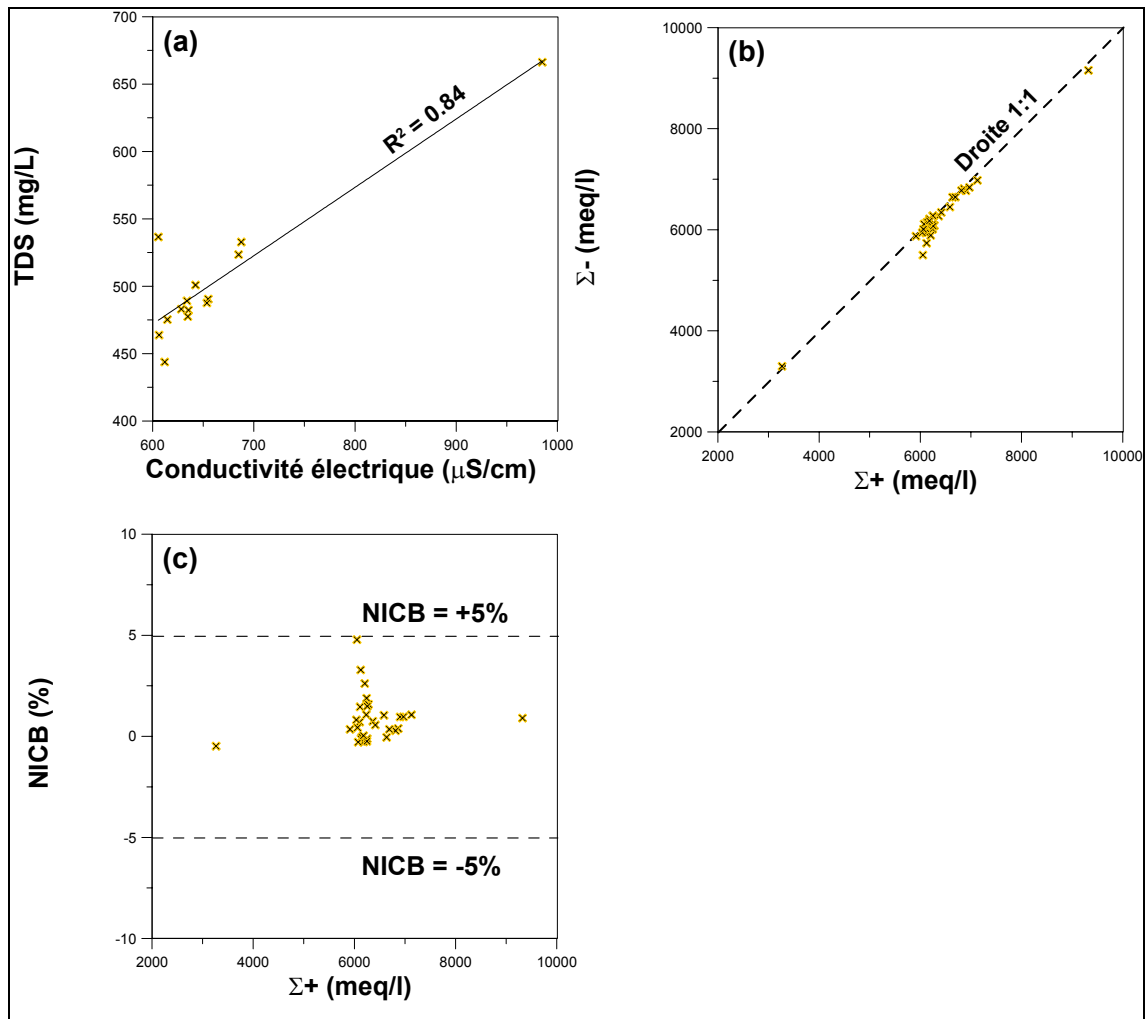 (a)
700
650
600
550
500
450
400
TDS (mg/L)
R² = 0.84
600 700 800 900 1000
Conductivité électrique (µS/cm)
(b)
10000
8000
6000
4000
2000
Σ- (meq/l)
Droite 1:1
2000 4000 6000 8000 10000
Σ+ (meq/l)
(c)
10
5
0
-5
-10
NICB (%)
NICB = +5%
NICB = -5%
2000 4000 6000 8000 10000
Σ+ (meq/l)